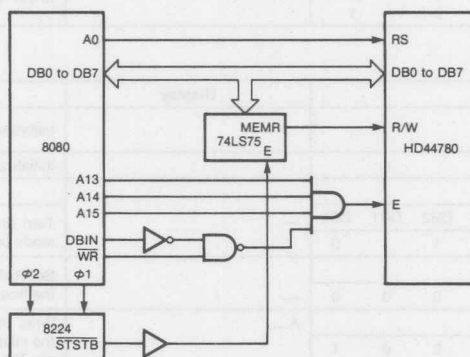 A0
RS
DB0 to DB7
DB0 to DB7
MEMR
74LS75
E
R/W
8080
HD44780
A13
A14
A15
E
DBIN
WR
ϕ2
ϕ1
8224
STSTB